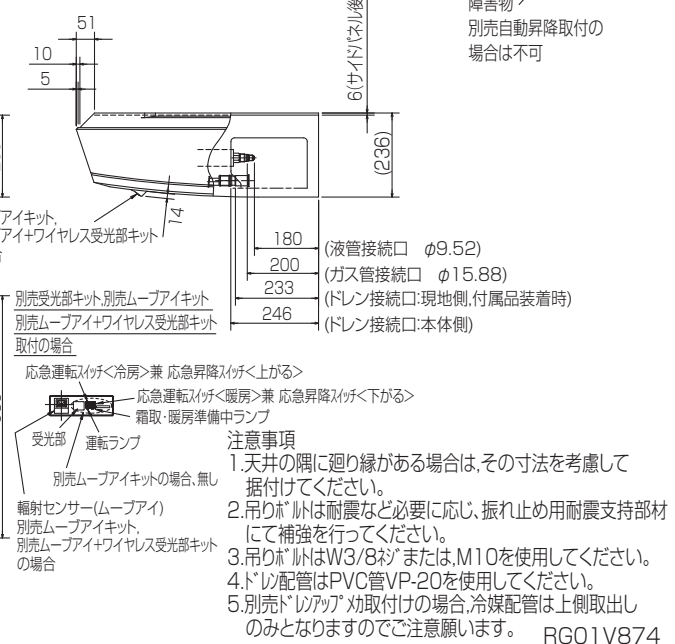 障害物
別売自動昇降取付の
場合は不可
51
10
5
6(サイドパネル後
(236)
14
アイキット,
アイ+ワイヤレス受光部キット
180 (液管接続口 φ9.52)
200 (ガス管接続口 φ15.88)
233 (ドレン接続口:現地側,付属品装着時)
246 (ドレン接続口:本体側)
別売受光部キット,別売ムーブアイキット
別売ムーブアイ+ワイヤレス受光部キット
取付の場合
応急運転スイッチ<冷房>兼 応急昇降スイッチ<上がる>
応急運転スイッチ<暖房>兼 応急昇降スイッチ<下がる>
霜取・暖房準備中ランプ
受光部 運転ランプ
別売ムーブアイキットの場合、無し
輻射センサー(ムーブアイ)
別売ムーブアイキット,
別売ムーブアイ+ワイヤレス受光部キット
の場合
注意事項
1.天井の隅に廻り縁がある場合は,その寸法を考慮して
据付けてください。
2.吊りボルトは耐震など必要に応じ、振れ止め用耐震支持部材
にて補強を行ってください。
3.吊りボルトはW3/8ネジまたは,M10を使用してください。
4.ドレン配管はPVC管VP-20を使用してください。
5.別売ドレンアップメカ取付けの場合,冷媒配管は上側取出し
のみとなりますのでご注意願います。
RG01V874